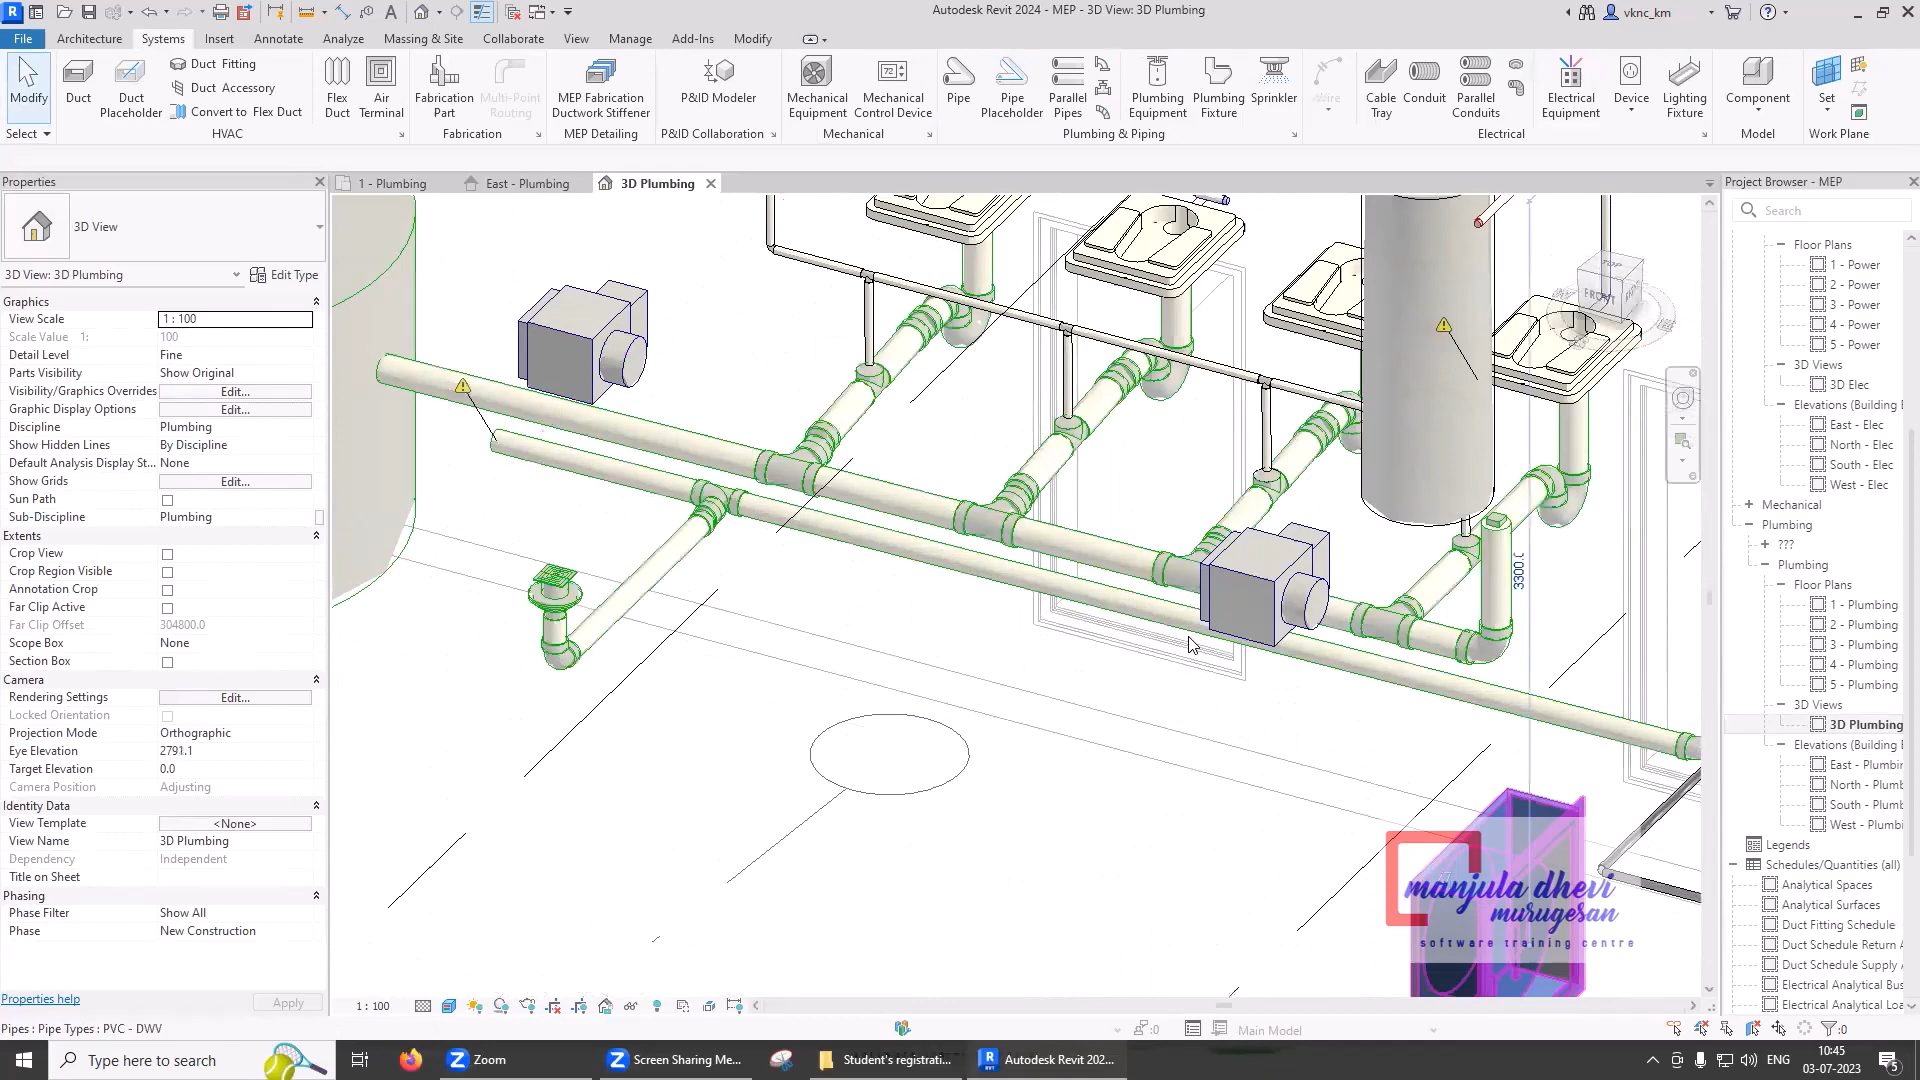 Autodesk Revit 2024 - MEP - 3D View: 3D Plumbing
vknc_km
File
Architecture
Systems
Insert
Annotate
Analyze
Massing & Site
Collaborate
View
Manage
Add-Ins
Modify
Modify
Select
Duct
Duct Placeholder
Duct Fitting
Duct Accessory
Convert to Flex Duct
Flex Duct
Air Terminal
HVAC
Fabrication Part
Multi-Point Routing
Fabrication
MEP Fabrication Ductwork Stiffener
MEP Detailing
P&ID Modeler
P&ID Collaboration
Mechanical Equipment
Mechanical Control Device
Mechanical
Pipe
Pipe Placeholder
Parallel Pipes
Plumbing Equipment
Plumbing Fixture
Sprinkler
Plumbing & Piping
Wire
Cable Tray
Conduit
Parallel Conduits
Electrical Equipment
Device
Lighting Fixture
Electrical
Component
Model
Set
Work Plane
Properties
3D View
3D View: 3D Plumbing
Edit Type
Graphics
View Scale 1 : 100
Scale Value 1: 100
Detail Level Fine
Parts Visibility Show Original
Visibility/Graphics Overrides Edit...
Graphic Display Options Edit...
Discipline Plumbing
Show Hidden Lines By Discipline
Default Analysis Display St... None
Show Grids Edit...
Sun Path
Sub-Discipline Plumbing
Extents
Crop View
Crop Region Visible
Annotation Crop
Far Clip Active
Far Clip Offset 304800.0
Scope Box None
Section Box
Camera
Rendering Settings Edit...
Locked Orientation
Projection Mode Orthographic
Eye Elevation 2791.1
Target Elevation 0.0
Camera Position Adjusting
Identity Data
View Template <None>
View Name 3D Plumbing
Dependency Independent
Title on Sheet
Phasing
Phase Filter Show All
Phase New Construction
Properties help
Apply
1 - Plumbing
East - Plumbing
3D Plumbing
TOP
FRONT
3300.0
manjula dhevi
murugesan
software training centre
Project Browser - MEP
Search
Floor Plans
1 - Power
2 - Power
3 - Power
4 - Power
5 - Power
3D Views
3D Elec
Elevations (Building E
East - Elec
North - Elec
South - Elec
West - Elec
Mechanical
Plumbing
???
Plumbing
Floor Plans
1 - Plumbing
2 - Plumbing
3 - Plumbing
4 - Plumbing
5 - Plumbing
3D Views
3D Plumbing
Elevations (Building E
East - Plumbin
North - Plumb
South - Plumb
West - Plumbi
Legends
Schedules/Quantities (all)
Analytical Spaces
Analytical Surfaces
Duct Fitting Schedule
Duct Schedule Return A
Duct Schedule Supply A
Electrical Analytical Bus
Electrical Analytical Loa
1 : 100
Pipes : Pipe Types : PVC - DWV
:0
Main Model
:0
Type here to search
Zoom
Screen Sharing Me...
Student's registrati...
Autodesk Revit 202...
ENG
10:45
03-07-2023
5